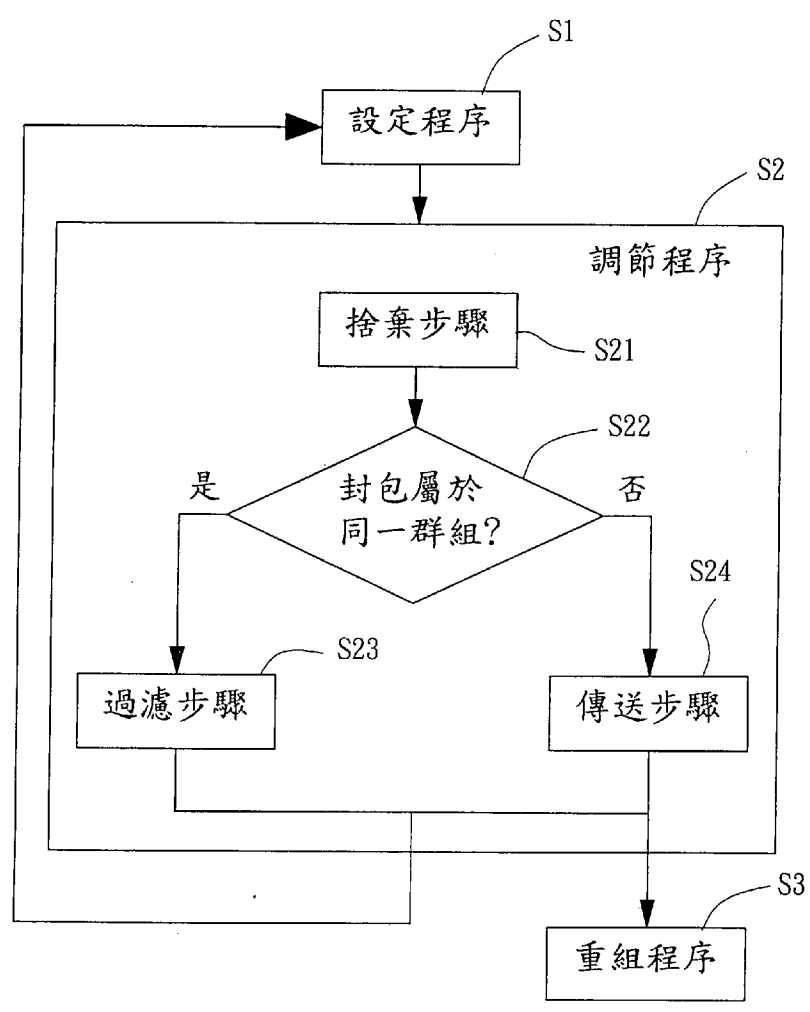 S1
設定程序
S2
調節程序
捨棄步驟
S21
S22
封包屬於
同一群組?
是
否
S24
S23
過濾步驟
傳送步驟
S3
重組程序